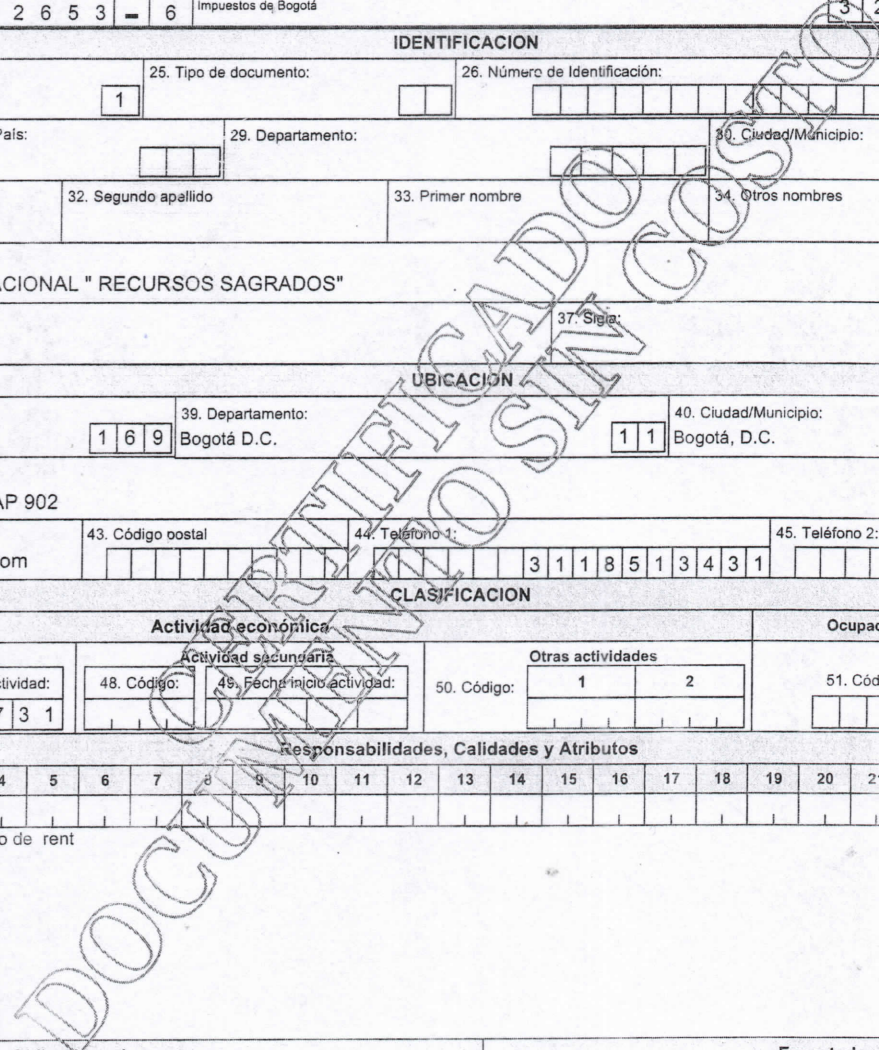 2 6 5 3 - 6 Impuestos de Bogotá 3 2
IDENTIFICACION
25. Tipo de documento: 26. Número de Identificación:
1
País: 29. Departamento: 30. Ciudad/Municipio:
32. Segundo apellido 33. Primer nombre 34. Otros nombres
ACIONAL " RECURSOS SAGRADOS"
37. Sigla:
UBICACION
39. Departamento: 40. Ciudad/Municipio:
1 6 9 Bogotá D.C. 1 1 Bogotá, D.C.
AP 902
43. Código postal 44. Teléfono 1: 45. Teléfono 2:
om 3 1 1 8 5 1 3 4 3 1
CLASIFICACION
Actividad económica Ocupac
Actividad secundaria Otras actividades
ctividad: 48. Código: 49. Fecha inicio actividad: 50. Código: 1 2 51. Cód
7 3 1
Responsabilidades, Calidades y Atributos
4 5 6 7 8 9 10 11 12 13 14 15 16 17 18 19 20 21
o de rent
CERTIFICADO
DOCUMENTO SIN COSTO